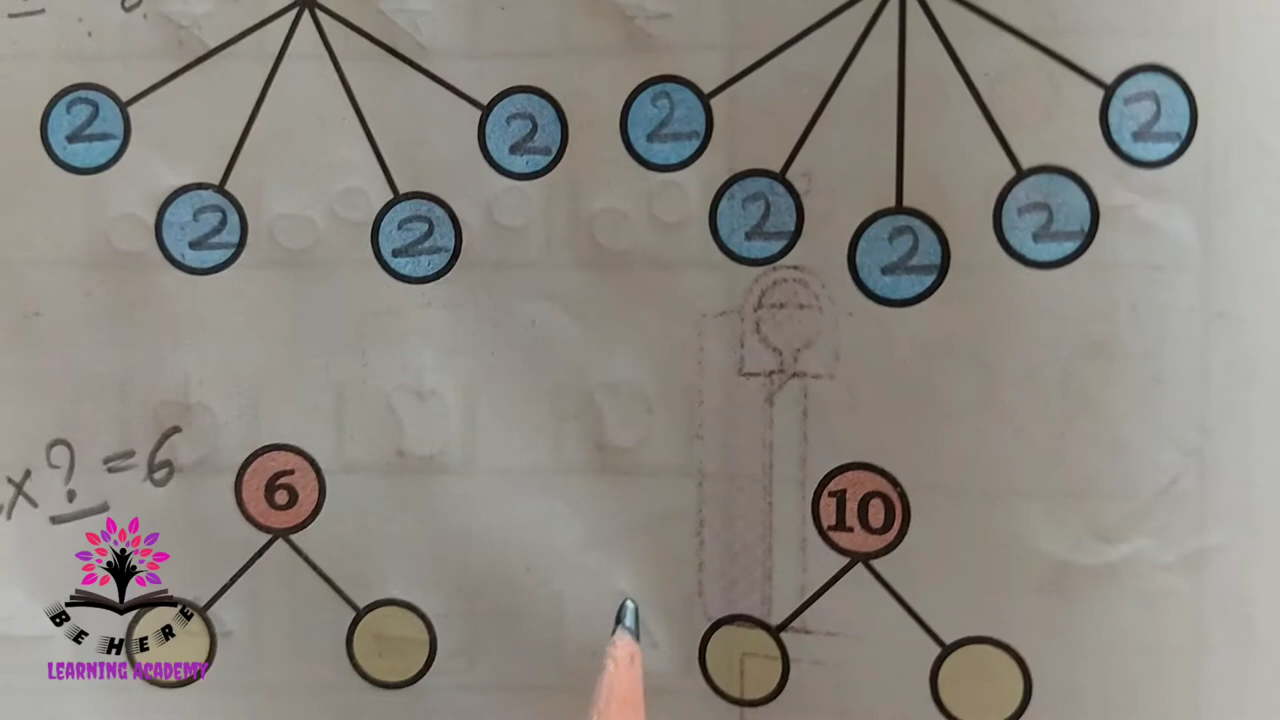 2 2 2 2
2 2 2 2 2
x ? = 6
6
10
BE HERE
LEARNING ACADEMY